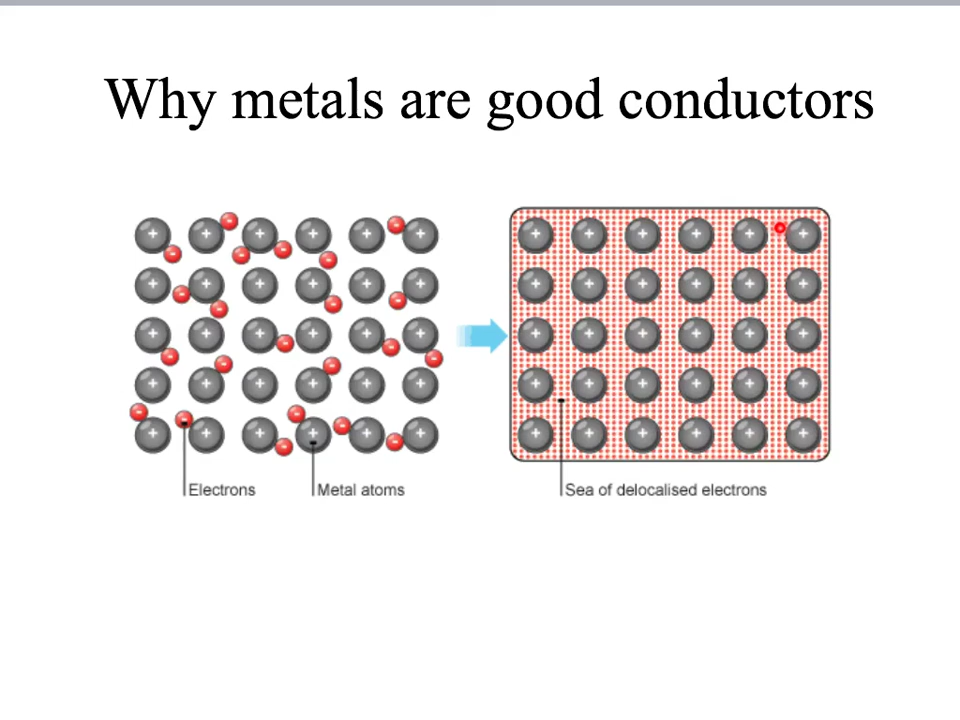 Why metals are good conductors
Electrons
Metal atoms
Sea of delocalised electrons